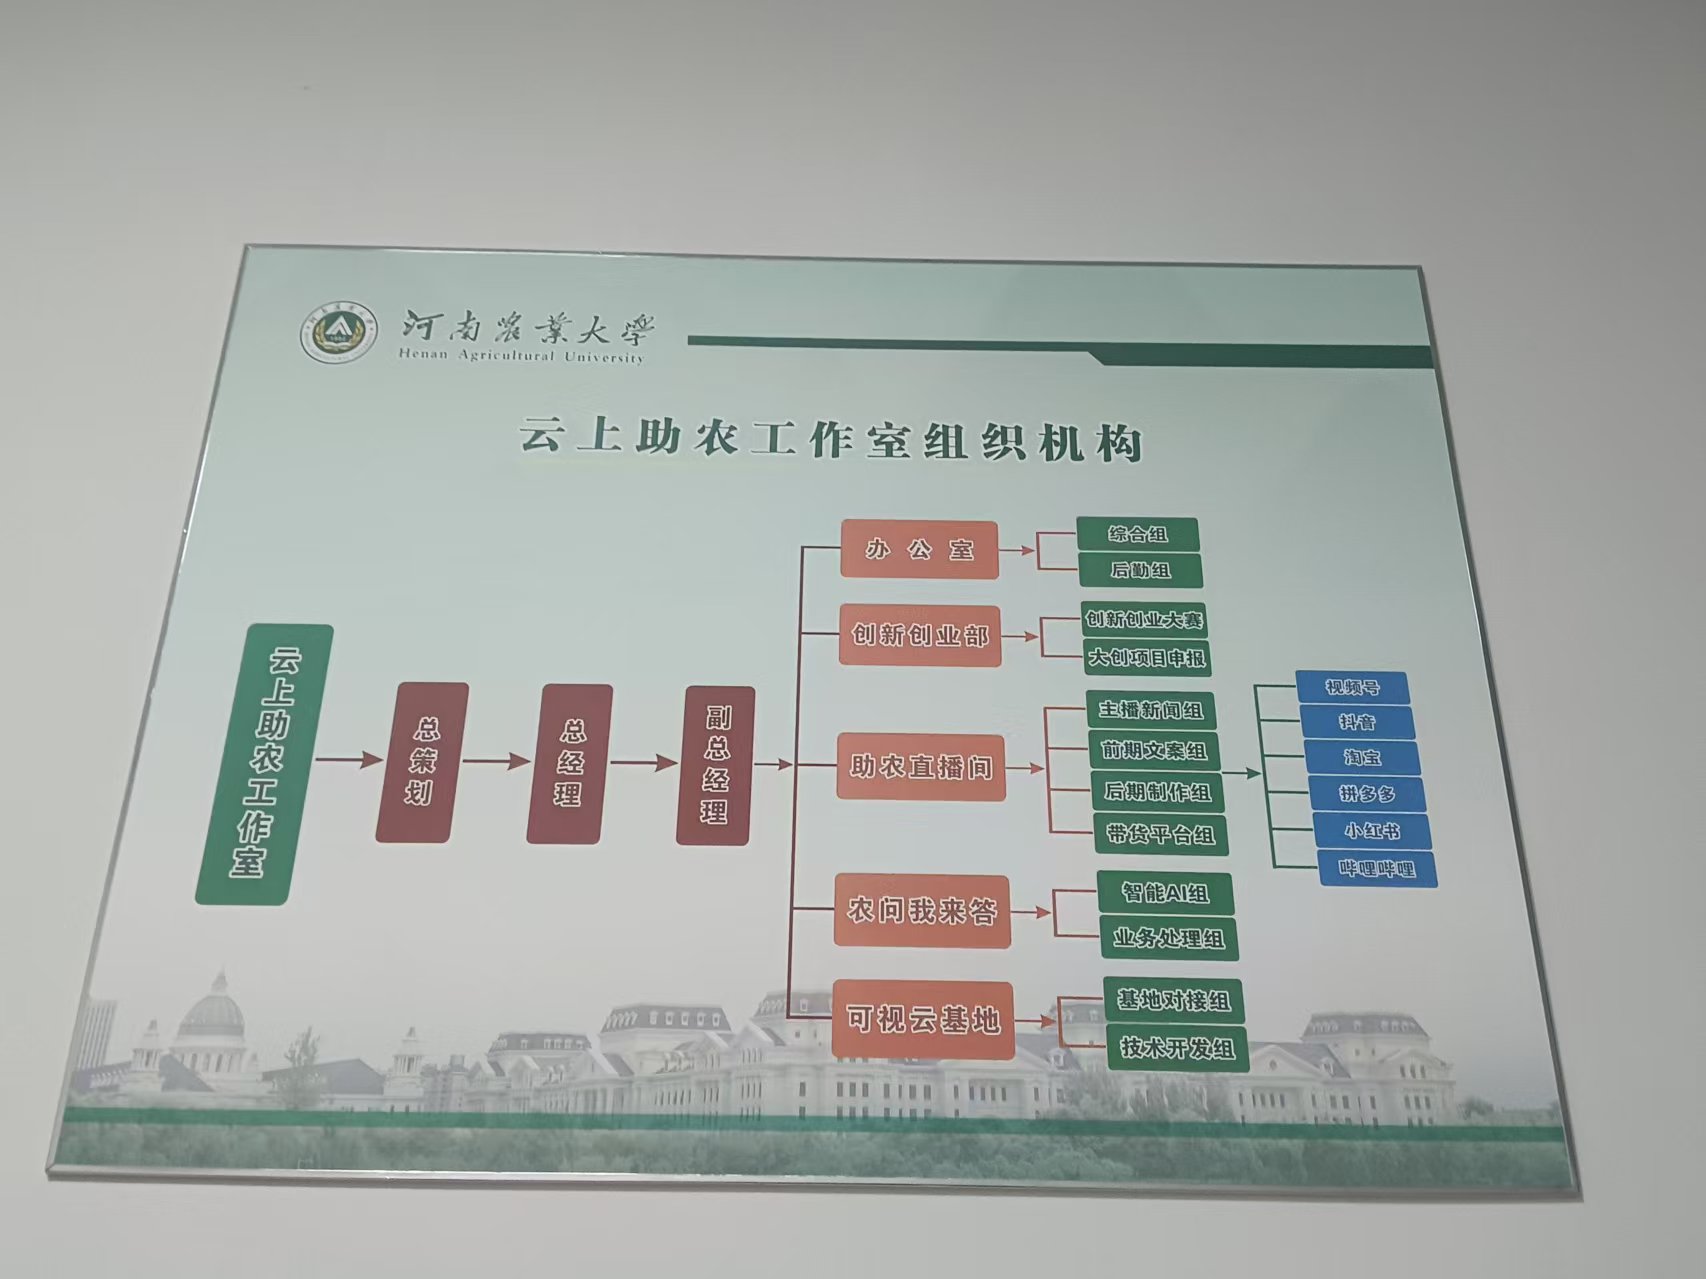 河南农业大学
Henan Agricultural University
云上助农工作室组织机构
云上助农工作室
总策划
总经理
副总经理
办公室
综合组
后勤组
创新创业部
创新创业大赛
大创项目申报
助农直播间
主播新闻组
前期文案组
后期制作组
带货平台组
视频号
抖音
淘宝
拼多多
小红书
哔哩哔哩
农问我来答
智能AI组
业务处理组
可视云基地
基地对接组
技术开发组